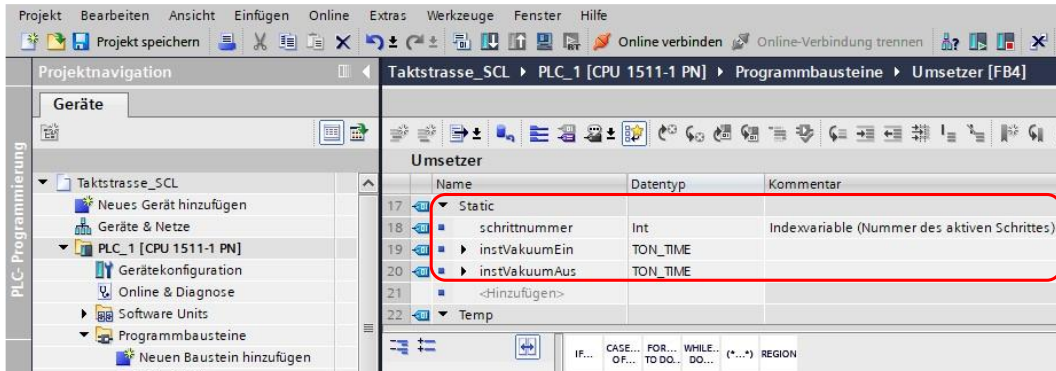 Projekt Bearbeiten Ansicht Einfügen Online Extras Werkzeuge Fenster Hilfe
Projekt speichern Online verbinden Online-Verbindung trennen
Projektnavigation
Taktstrasse_SCL PLC_1 [CPU 1511-1 PN] Programmbausteine Umsetzer [FB4]
Geräte
PLC-Programmierung
Umsetzer
Name Datentyp Kommentar
17 Static
18 schrittnummer Int Indexvariable (Nummer des aktiven Schrittes)
19 instVakuumEin TON_TIME
20 instVakuumAus TON_TIME
21 <Hinzufügen>
22 Temp
IF... CASE... OF... FOR... TO DO... WHILE... DO... (*...*) REGION
Taktstrasse_SCL
Neues Gerät hinzufügen
Geräte & Netze
PLC_1 [CPU 1511-1 PN]
Gerätekonfiguration
Online & Diagnose
Software Units
Programmbausteine
Neuen Baustein hinzufügen